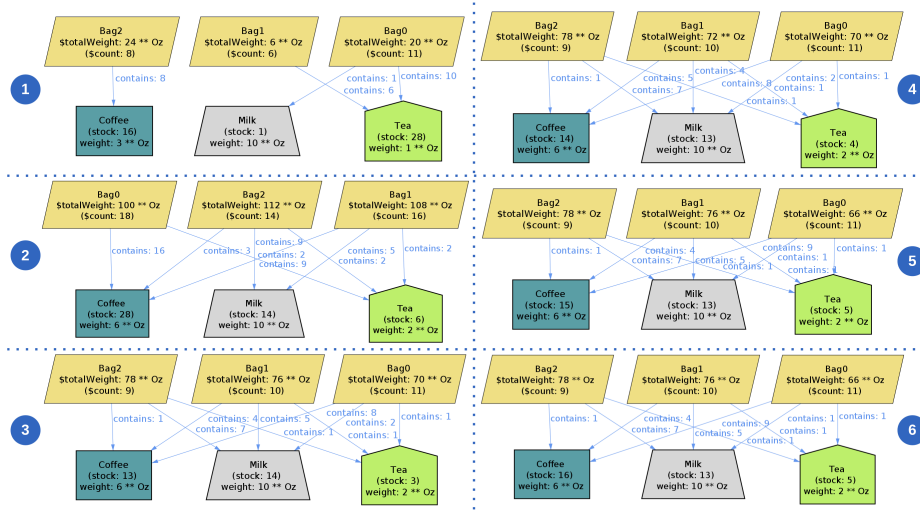 1
Bag2
$totalWeight: 24 ** Oz
($count: 8)
Bag1
$totalWeight: 6 ** Oz
($count: 6)
Bag0
$totalWeight: 20 ** Oz
($count: 11)
contains: 8
contains: 1
contains: 10
contains: 6
Coffee
(stock: 16)
weight: 3 ** Oz
Milk
(stock: 1)
weight: 10 ** Oz
Tea
(stock: 28)
weight: 1 ** Oz
2
Bag0
$totalWeight: 100 ** Oz
($count: 18)
Bag2
$totalWeight: 112 ** Oz
($count: 14)
Bag1
$totalWeight: 108 ** Oz
($count: 16)
contains: 16
contains: 3
contains: 9
contains: 2
contains: 9
contains: 5
contains: 2
contains: 2
Coffee
(stock: 28)
weight: 6 ** Oz
Milk
(stock: 14)
weight: 10 ** Oz
Tea
(stock: 6)
weight: 2 ** Oz
3
Bag2
$totalWeight: 78 ** Oz
($count: 9)
Bag1
$totalWeight: 76 ** Oz
($count: 10)
Bag0
$totalWeight: 70 ** Oz
($count: 11)
contains: 1
contains: 4
contains: 7
contains: 5
contains: 1
contains: 8
contains: 2
contains: 1
contains: 1
Coffee
(stock: 13)
weight: 6 ** Oz
Milk
(stock: 14)
weight: 10 ** Oz
Tea
(stock: 3)
weight: 2 ** Oz
4
Bag2
$totalWeight: 78 ** Oz
($count: 9)
Bag1
$totalWeight: 72 ** Oz
($count: 10)
Bag0
$totalWeight: 70 ** Oz
($count: 11)
contains: 1
contains: 5
contains: 7
contains: 4
contains: 8
contains: 2
contains: 1
contains: 1
contains: 1
Coffee
(stock: 14)
weight: 6 ** Oz
Milk
(stock: 13)
weight: 10 ** Oz
Tea
(stock: 4)
weight: 2 ** Oz
5
Bag2
$totalWeight: 78 ** Oz
($count: 9)
Bag1
$totalWeight: 76 ** Oz
($count: 10)
Bag0
$totalWeight: 66 ** Oz
($count: 11)
contains: 1
contains: 4
contains: 7
contains: 5
contains: 1
contains: 9
contains: 1
contains: 1
contains: 1
Coffee
(stock: 15)
weight: 6 ** Oz
Milk
(stock: 13)
weight: 10 ** Oz
Tea
(stock: 5)
weight: 2 ** Oz
6
Bag2
$totalWeight: 78 ** Oz
($count: 9)
Bag1
$totalWeight: 76 ** Oz
($count: 10)
Bag0
$totalWeight: 66 ** Oz
($count: 11)
contains: 1
contains: 4
contains: 7
contains: 9
contains: 5
contains: 1
contains: 1
contains: 1
contains: 1
Coffee
(stock: 16)
weight: 6 ** Oz
Milk
(stock: 13)
weight: 10 ** Oz
Tea
(stock: 5)
weight: 2 ** Oz